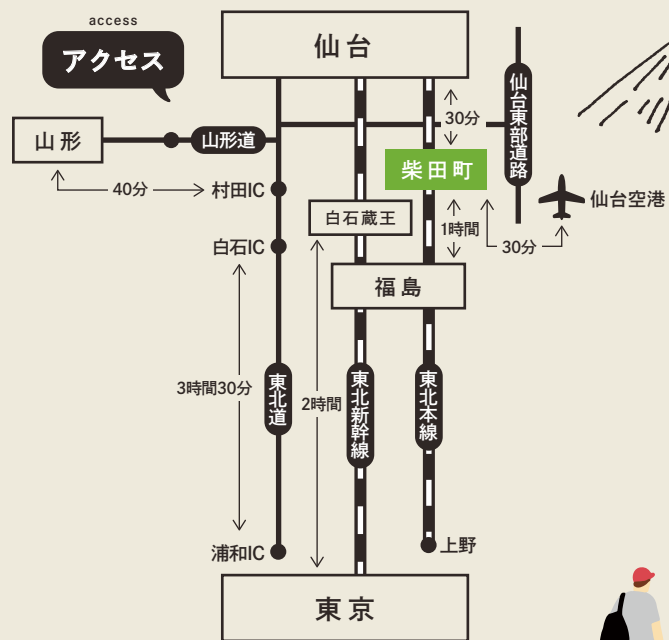 access
アクセス
仙台
仙台東部道路
30分
山形
山形道
柴田町
40分
村田IC
仙台空港
白石蔵王
1時間
30分
白石IC
福島
3時間30分
東北道
2時間
東北新幹線
東北本線
浦和IC
上野
東京